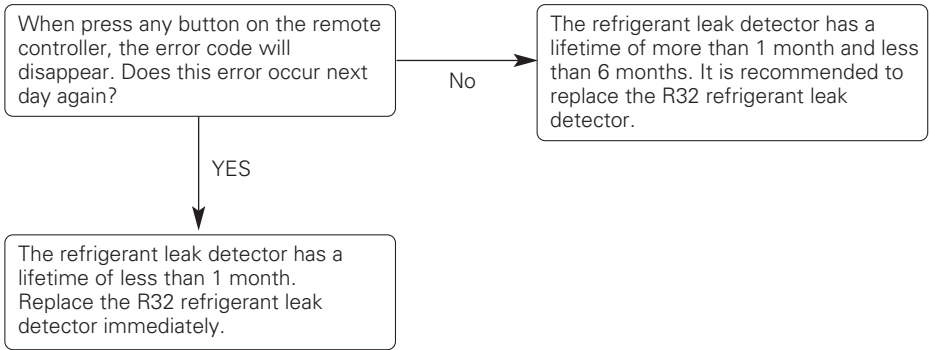 When press any button on the remote
controller, the error code will
disappear. Does this error occur next
day again?
No
The refrigerant leak detector has a
lifetime of more than 1 month and less
than 6 months. It is recommended to
replace the R32 refrigerant leak
detector.
YES
The refrigerant leak detector has a
lifetime of less than 1 month.
Replace the R32 refrigerant leak
detector immediately.